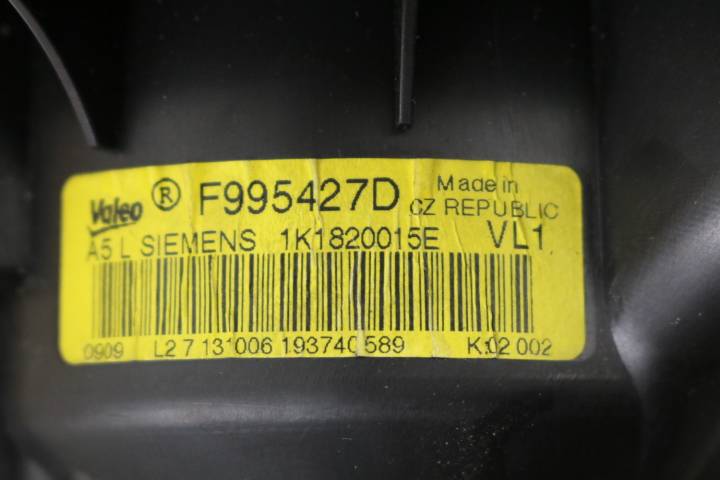 Valeo ® F995427D Made in
CZ REPUBLIC
A5 L SIEMENS 1K1820015E VL1
0909 L2 7 131006 193740 589 K:02 002